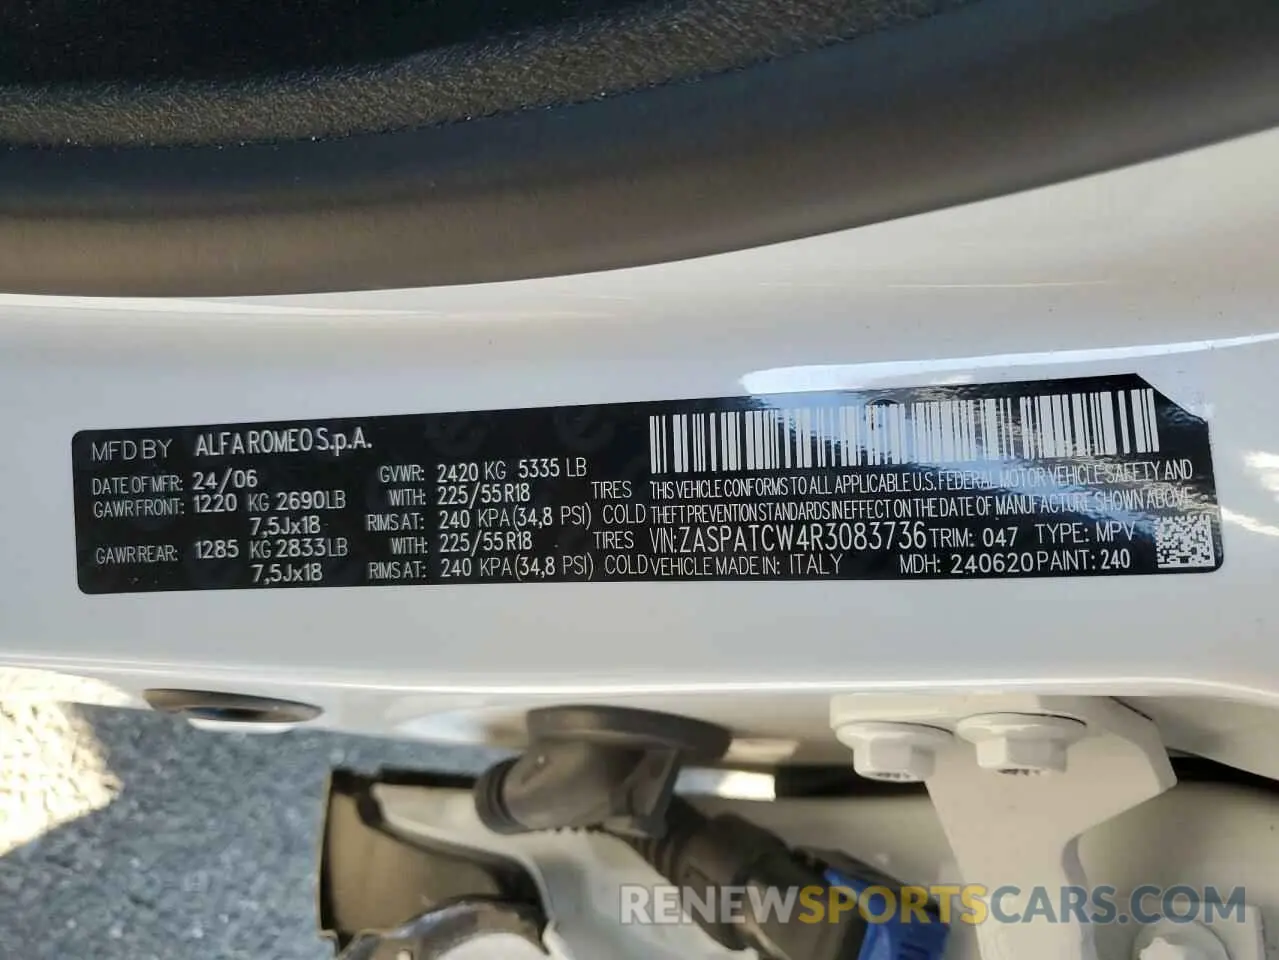 MFD BY ALFA ROMEO S.p.A.
DATE OF MFR: 24/06 GVWR: 2420 KG 5335 LB
GAWR FRONT: 1220 KG 2690LB WITH: 225/55R18 TIRES
7,5Jx18 RIMS AT: 240 KPA(34,8 PSI) COLD
GAWR REAR: 1285 KG 2833LB WITH: 225/55R18 TIRES
7,5Jx18 RIMS AT: 240 KPA(34,8 PSI) COLD
THIS VEHICLE CONFORMS TO ALL APPLICABLE U.S. FEDERAL MOTOR VEHICLE SAFETY AND
THEFT PREVENTION STANDARDS IN EFFECT ON THE DATE OF MANUFACTURE SHOWN ABOVE.
VIN: ZASPATCW4R3083736 TRIM: 047 TYPE: MPV
VEHICLE MADE IN: ITALY MDH: 240620 PAINT: 240
RENEWSPORTSCARS.COM